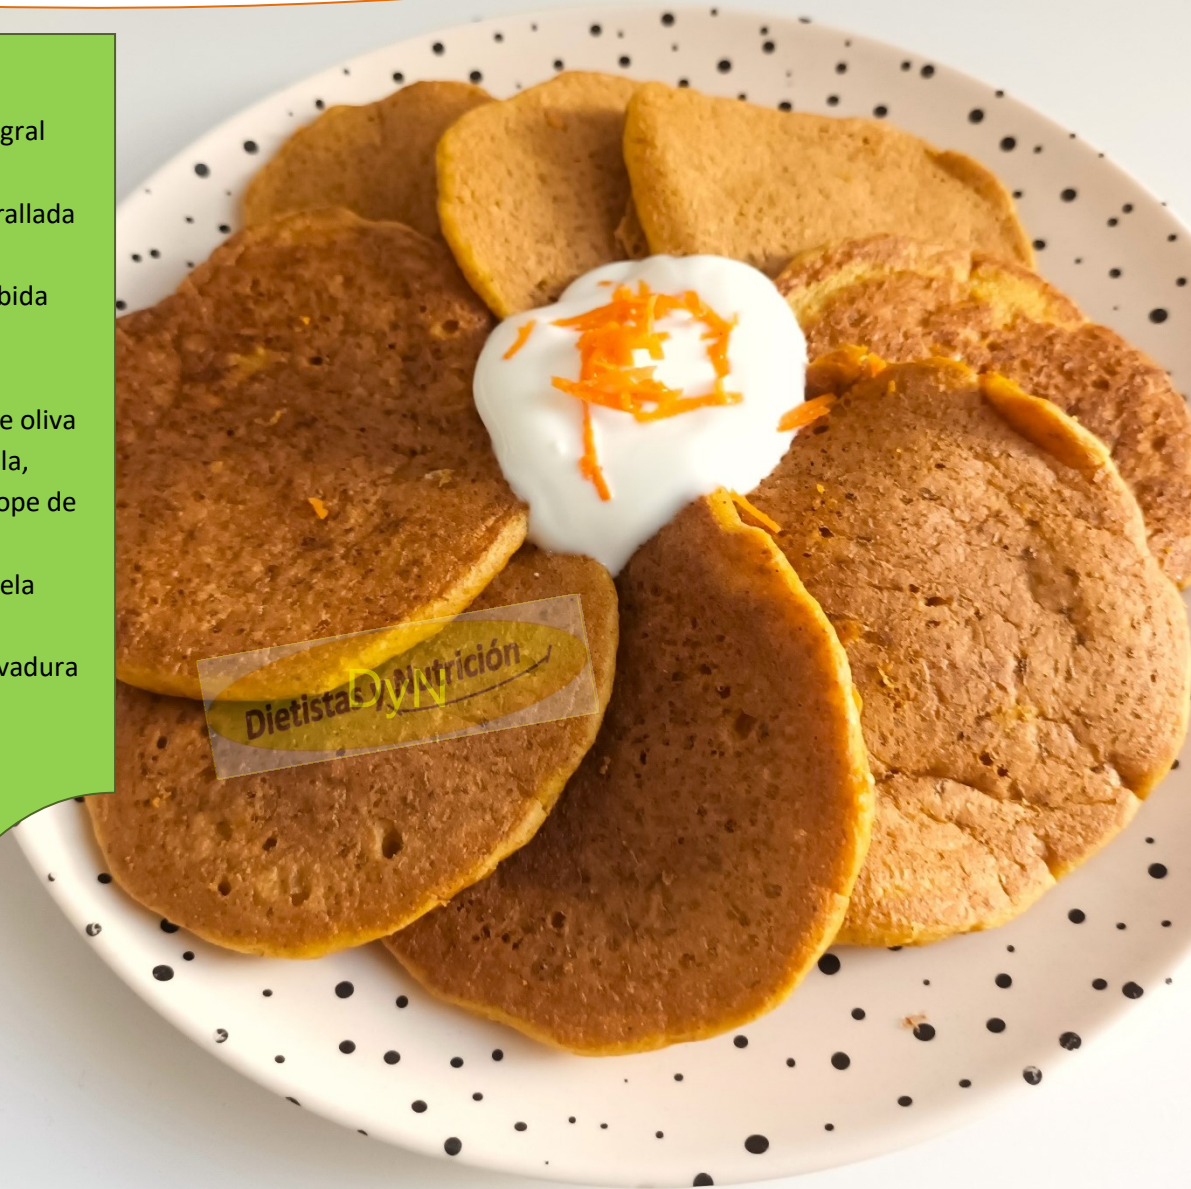 gral
rallada
bida
e oliva
la,
ope de
ela
vadura
Dietistas y Nutrición
DyN